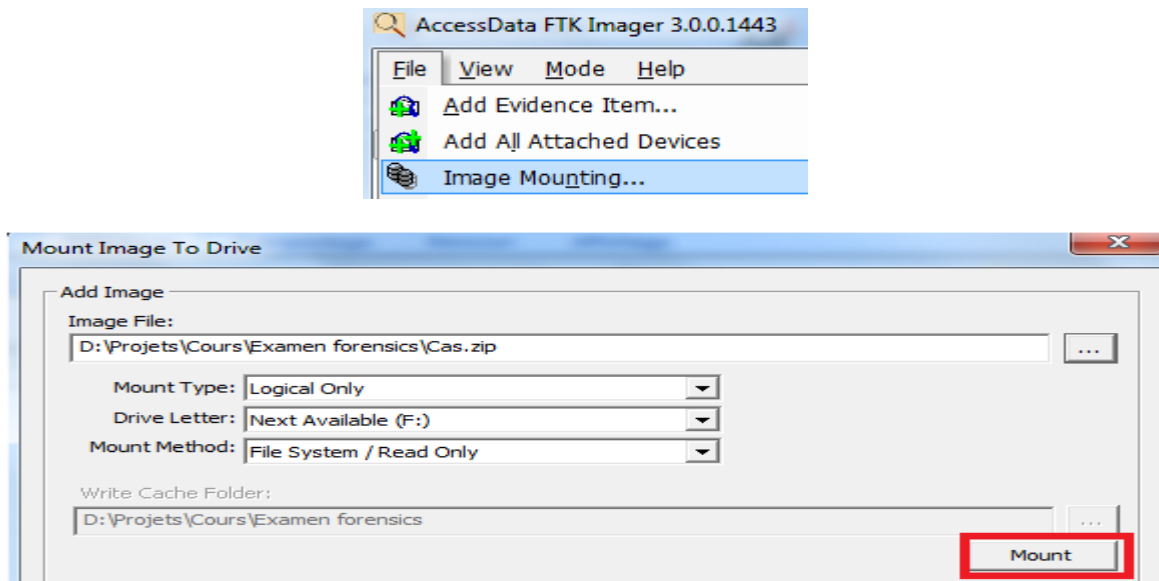 AccessData FTK Imager 3.0.0.1443
File View Mode Help
Add Evidence Item...
Add All Attached Devices
Image Mounting...
Mount Image To Drive
Add Image
Image File:
D:\Projets\Cours\Examen forensics\Cas.zip
...
Mount Type: Logical Only
Drive Letter: Next Available (F:)
Mount Method: File System / Read Only
Write Cache Folder:
D:\Projets\Cours\Examen forensics
...
Mount